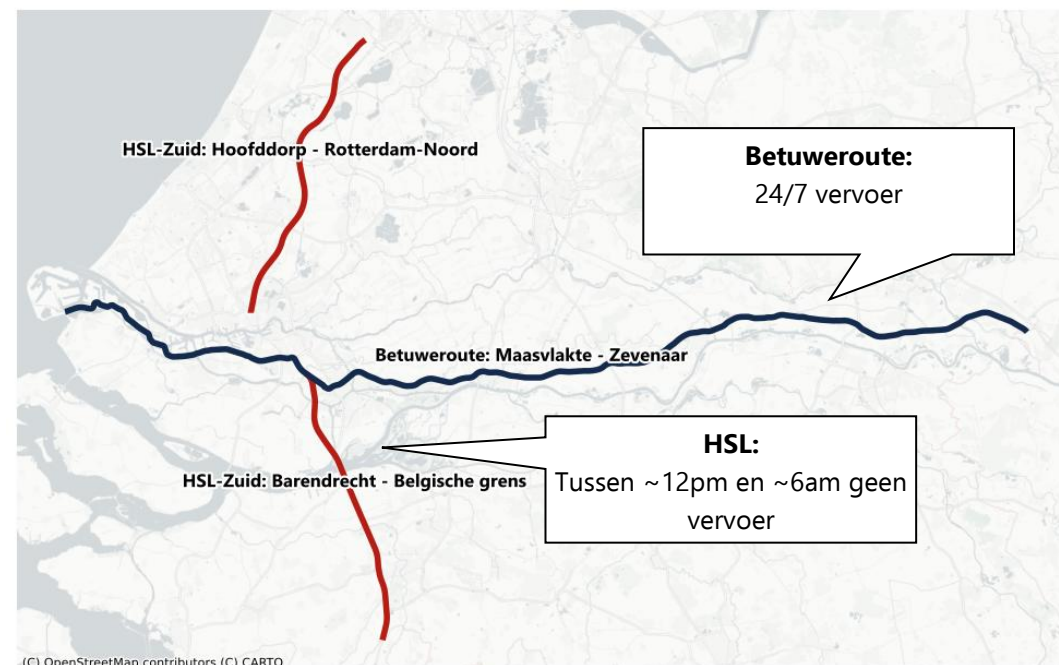 HSL-Zuid: Hoofddorp - Rotterdam-Noord
Betuweroute:
24/7 vervoer
Betuweroute: Maasvlakte - Zevenaar
HSL:
Tussen ~12pm en ~6am geen
vervoer
HSL-Zuid: Barendrecht - Belgische grens
(C) OpenStreetMap contributors (C) CARTO